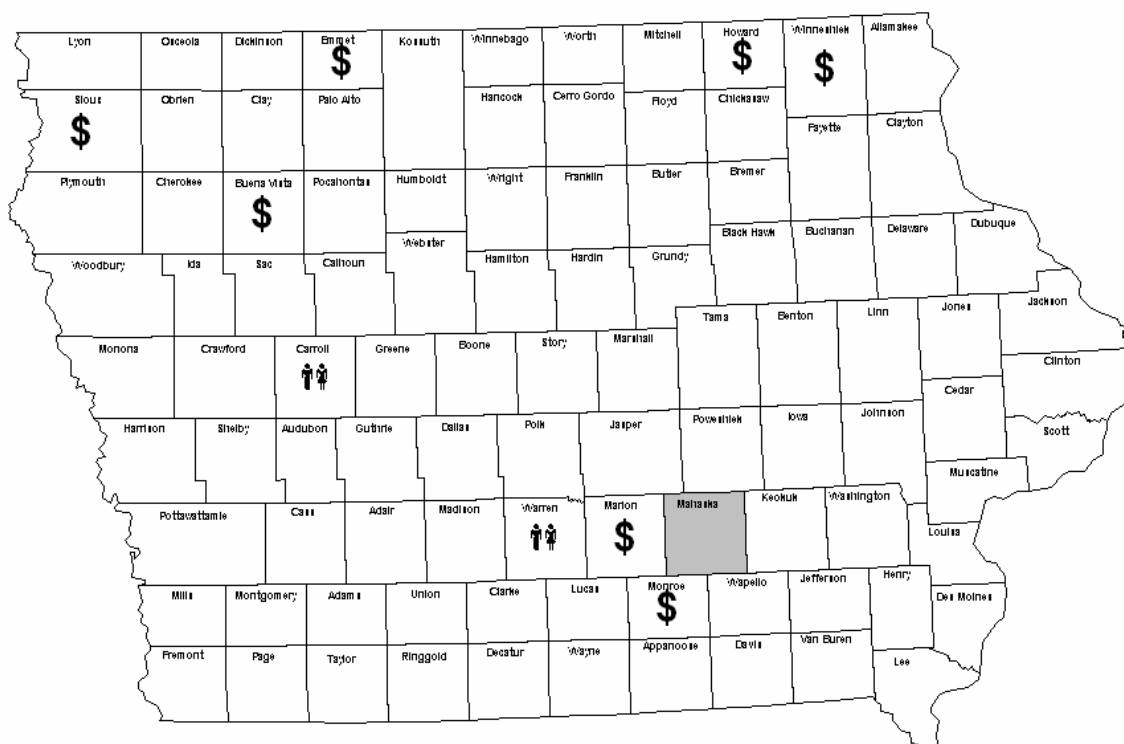 Lyon Osceola Dickinson Emmet Kossuth Winnebago Worth Mitchell Howard Winneshiek Allamakee
$ $ $
Sioux Obrien Clay Palo Alto Hancock Cerro Gordo Floyd Chickasaw
$
Fayette Clayton
Plymouth Cherokee Buena Vista Pocahontas Humboldt Wright Franklin Butler Bremer
$
Webster Black Hawk Buchanan Delaware Dubuque
Woodbury Ida Sac Calhoun Hamilton Hardin Grundy
Tama Benton Linn Jones Jackson
Monona Crawford Carroll Greene Boone Story Marshall
Clinton
Cedar
Harrison Shelby Audubon Guthrie Dallas Polk Jasper Poweshiek Iowa Johnson
Scott
Muscatine
Pottawattamie Cass Adair Madison Warren Marion Mahaska Keokuk Washington
$
Louisa
Mills Montgomery Adams Union Clarke Lucas Monroe Wapello Jefferson Henry
$
Des Moines
Fremont Page Taylor Ringgold Decatur Wayne Appanoose Davis Van Buren
Lee